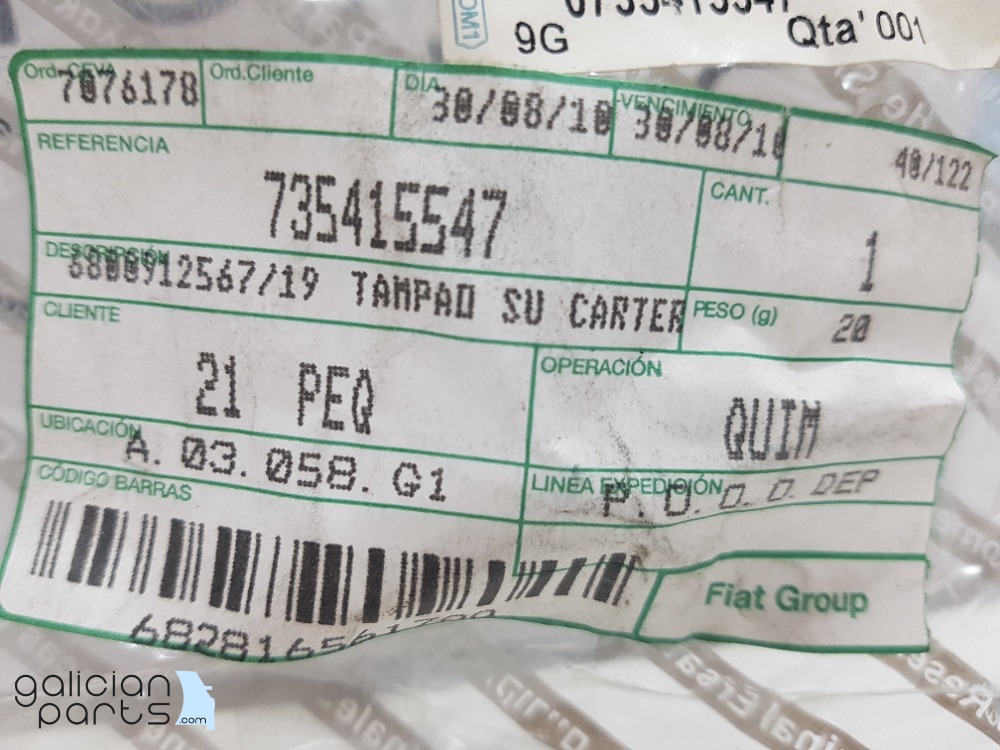 9G Qta' 001
Ord.CEVA Ord.Cliente DÍA VENCIMIENTO
7076178 30/08/10 30/08/10 40/122
REFERENCIA CANT.
735415547 1
DESCRIPCIÓN PESO (g)
6800912567/19 TAMPAO SU CARTER 20
CLIENTE OPERACIÓN
21 PEQ QUIM
UBICACIÓN LINEA EXPEDICIÓN
A. 03. 058. G1 P. O. O. O. DEP
CÓDIGO BARRAS
Fiat Group
galician
parts.com